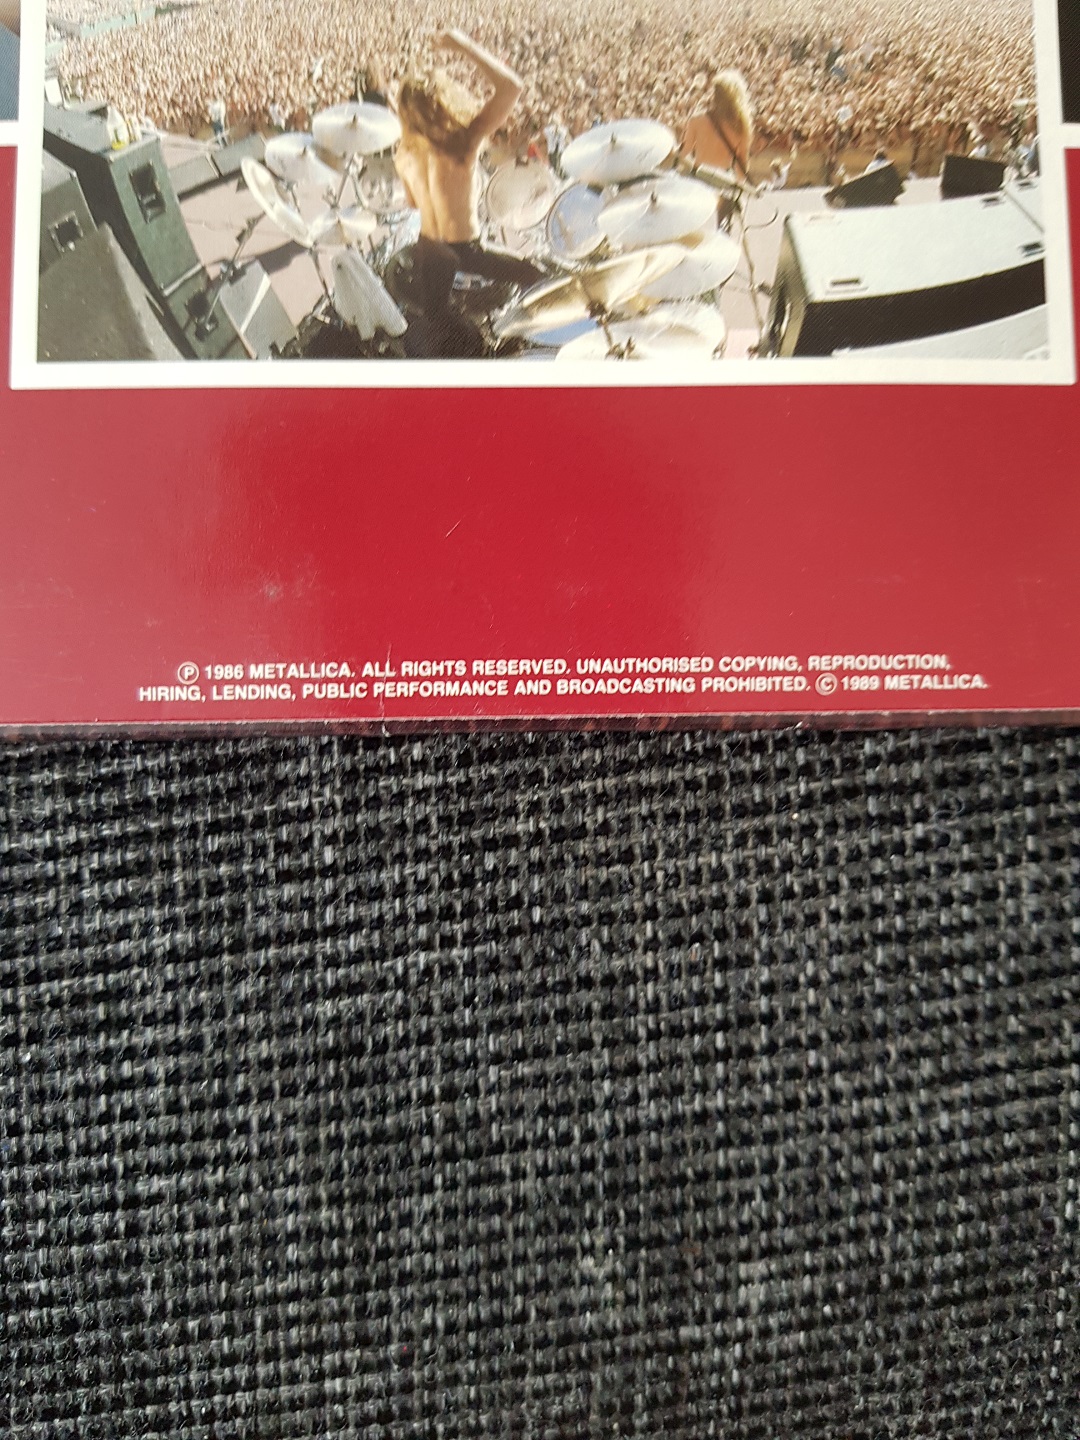 Ⓟ 1986 METALLICA. ALL RIGHTS RESERVED. UNAUTHORISED COPYING, REPRODUCTION,
HIRING, LENDING, PUBLIC PERFORMANCE AND BROADCASTING PROHIBITED. © 1989 METALLICA.